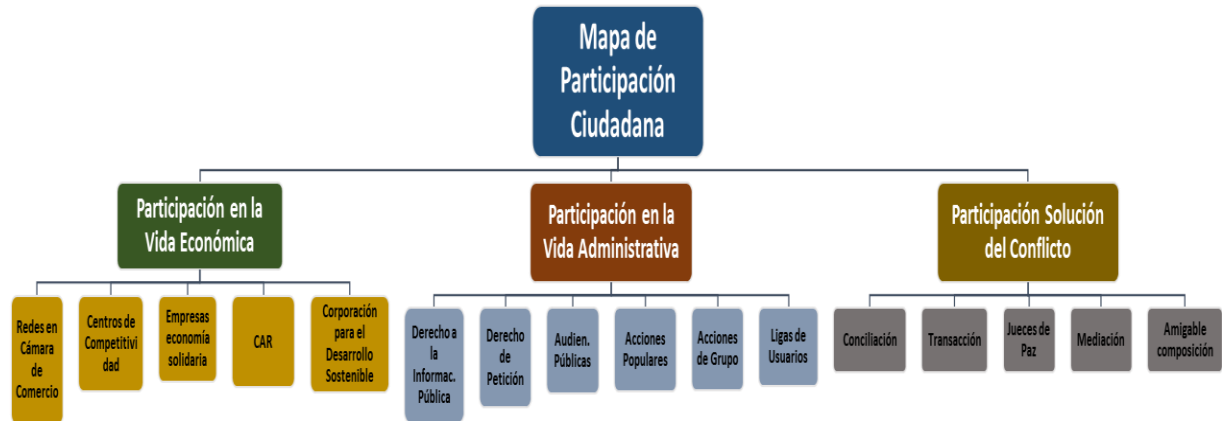 Mapa de
Participación
Ciudadana
Participación en la
Vida Económica
Participación en la
Vida Administrativa
Participación Solución
del Conflicto
Redes en
Cámara
de
Comercio
Centros de
Competitivi
dad
Empresas
economía
solidaria
CAR
Corporación
para el
Desarrollo
Sostenible
Derecho a
la
Informac.
Pública
Derecho
de
Petición
Audien.
Públicas
Acciones
Populares
Acciones
de Grupo
Ligas de
Usuarios
Conciliación
Transacción
Jueces de
Paz
Mediación
Amigable
composición